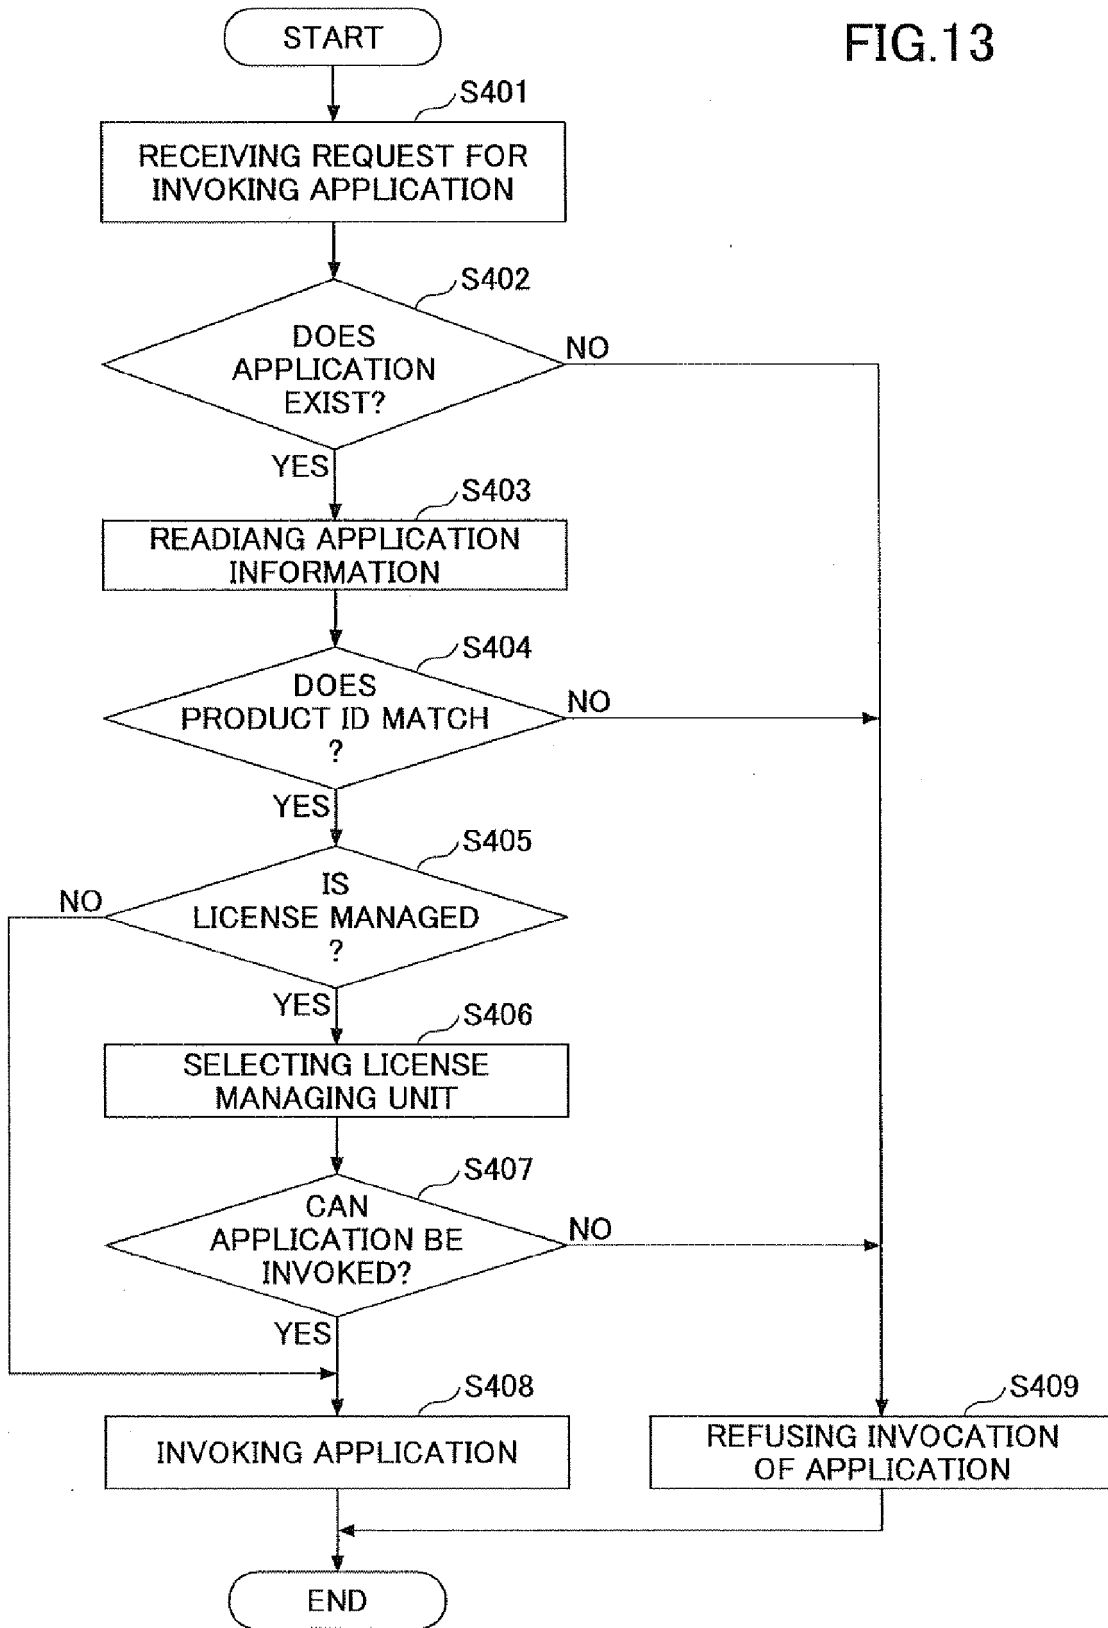 FIG.13
START
S401
RECEIVING REQUEST FOR
INVOKING APPLICATION
S402
DOES
APPLICATION
EXIST?
NO
YES
S403
READIANG APPLICATION
INFORMATION
S404
DOES
PRODUCT ID MATCH
?
NO
YES
S405
IS
LICENSE MANAGED
?
NO
YES
S406
SELECTING LICENSE
MANAGING UNIT
S407
CAN
APPLICATION BE
INVOKED?
NO
YES
S408
INVOKING APPLICATION
S409
REFUSING INVOCATION
OF APPLICATION
END